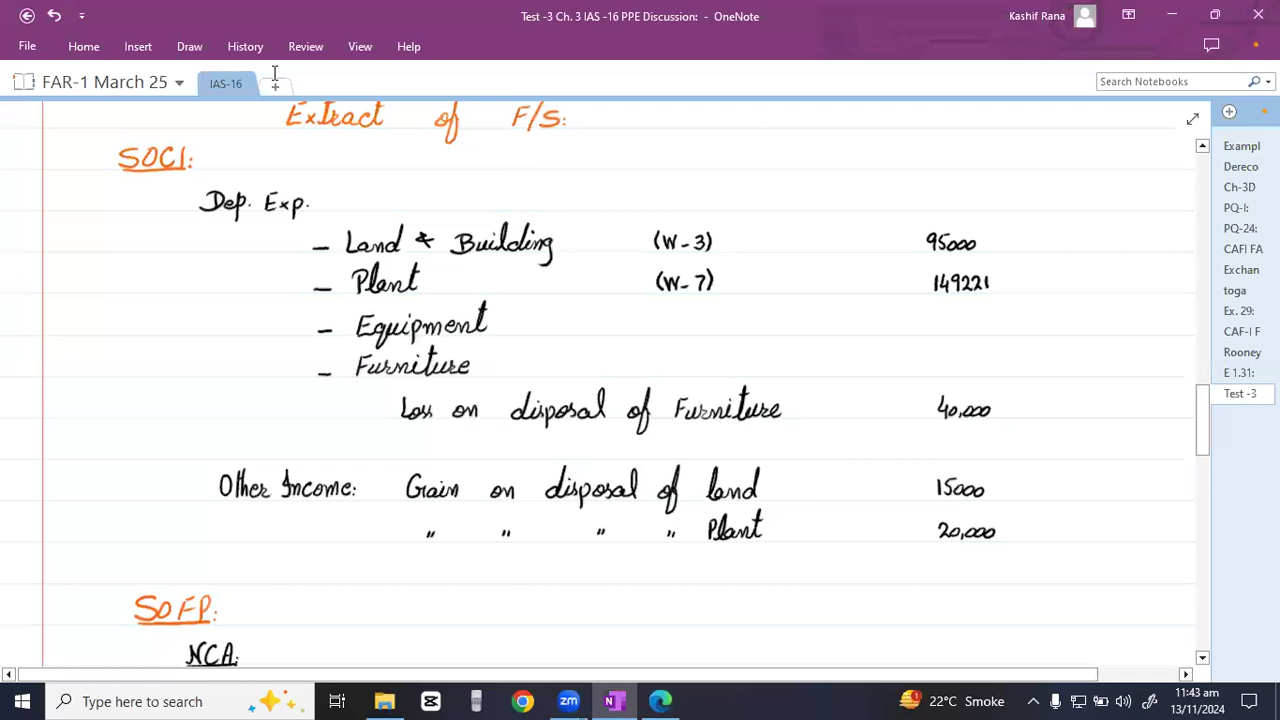 Test -3 Ch. 3 IAS -16 PPE Discussion: - OneNote
Kashif Rana
File Home Insert Draw History Review View Help
FAR-1 March 25 IAS-16 +
Search Notebooks
Extract of F/S:
SOCI:
Dep. Exp.
- Land & Building (W-3) 95000
- Plant (W-7) 149221
- Equipment
- Furniture
Loss on disposal of Furniture 40,000
Other Income: Gain on disposal of land 15000
" " " " Plant 20,000
SOFP:
NCA:
Exampl
Dereco
Ch-3D
PQ-I:
PQ-24:
CAFI FA
Exchan
toga
Ex. 29:
CAF-I F
Rooney
E 1.31:
Test -3
Type here to search
zm
N
1
22°C Smoke
11:43 am
13/11/2024